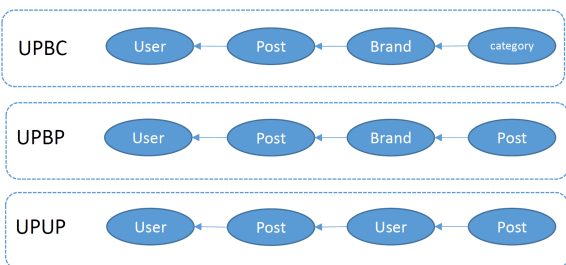 UPBC User Post Brand category
UPBP User Post Brand Post
UPUP User Post User Post